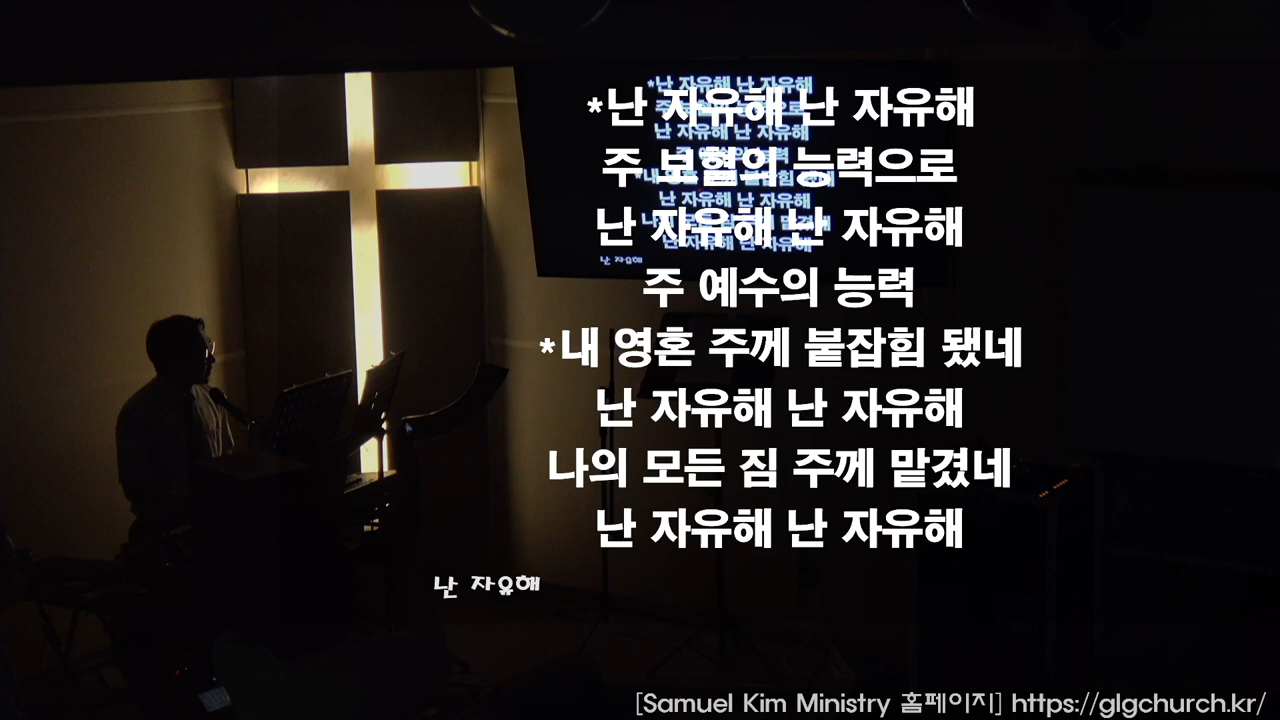 *난 자유해 난 자유해
주 보혈의 능력으로
난 자유해 난 자유해
주 예수의 능력
*내 영혼 주께 붙잡힘 됐네
난 자유해 난 자유해
나의 모든 짐 주께 맡겼네
난 자유해 난 자유해
난 자유해
[Samuel Kim Ministry 홈페이지] https://glgchurch.kr/